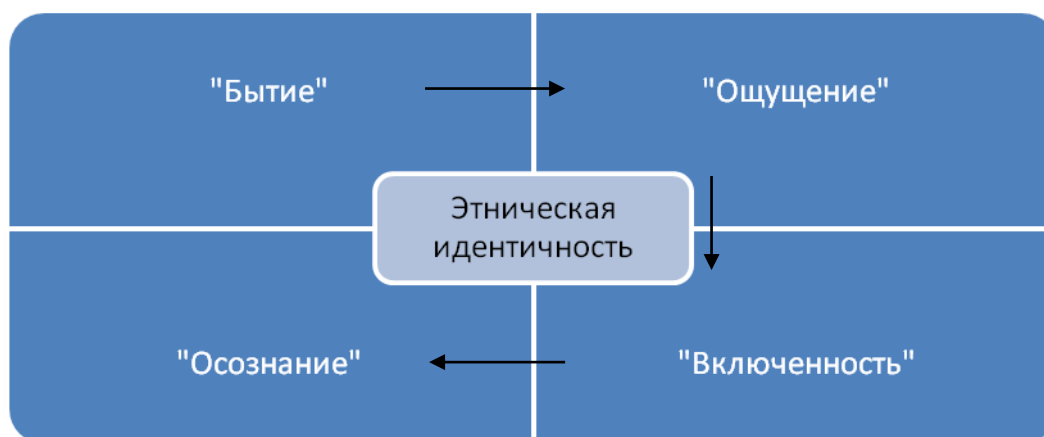 "Бытие"
"Ощущение"
Этническая
идентичность
"Осознание"
"Включенность"